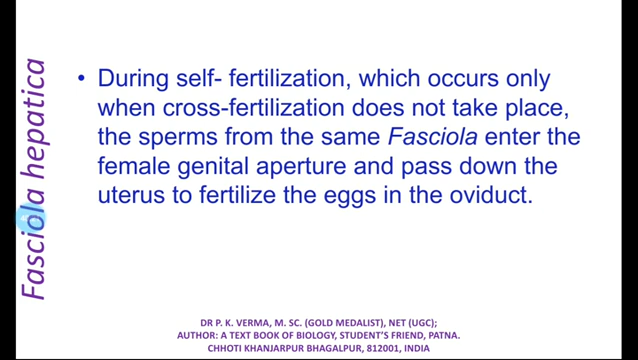 Fasciola hepatica
• During self- fertilization, which occurs only
when cross-fertilization does not take place,
the sperms from the same Fasciola enter the
female genital aperture and pass down the
uterus to fertilize the eggs in the oviduct.
DR P. K. VERMA, M. SC. (GOLD MEDALIST), NET (UGC);
AUTHOR: A TEXT BOOK OF BIOLOGY, STUDENT'S FRIEND, PATNA.
CHHOTI KHANJARPUR BHAGALPUR, 812001, INDIA